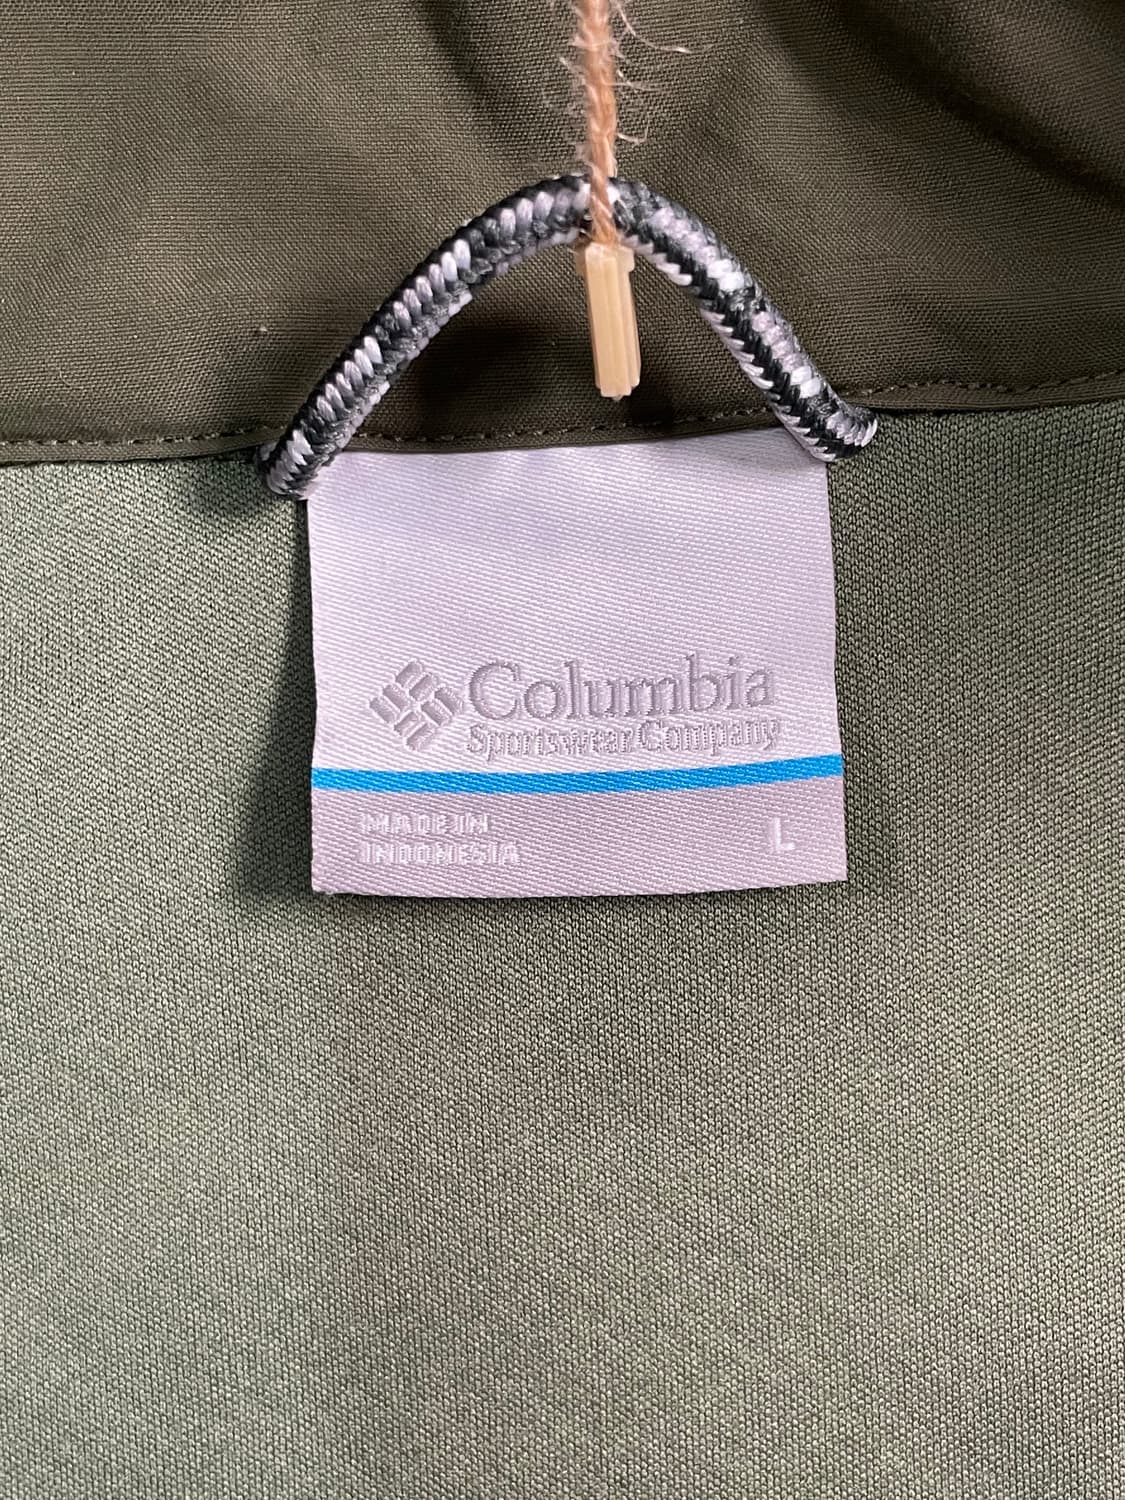 Columbia
Sportswear Company
MADE IN
INDONESIA
L